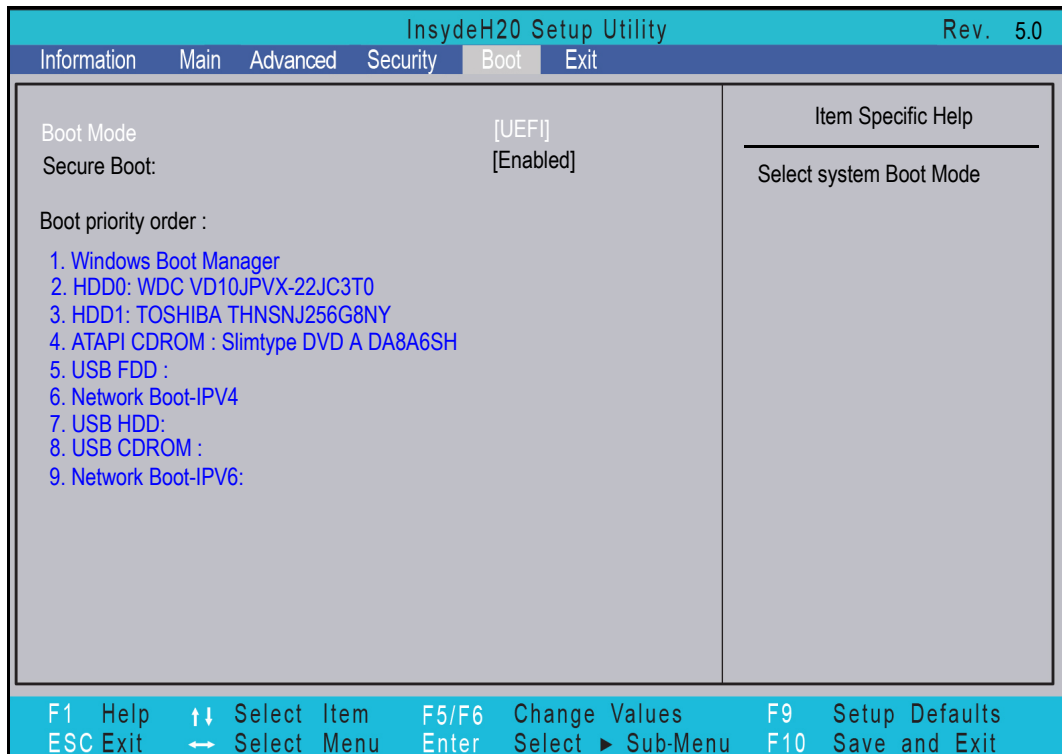 InsydeH20 Setup Utility Rev. 5.0
Information Main Advanced Security Boot Exit
Boot Mode [UEFI]
Secure Boot: [Enabled]
Boot priority order :
1. Windows Boot Manager
2. HDD0: WDC VD10JPVX-22JC3T0
3. HDD1: TOSHIBA THNSNJ256G8NY
4. ATAPI CDROM : Slimtype DVD A DA8A6SH
5. USB FDD :
6. Network Boot-IPV4
7. USB HDD:
8. USB CDROM :
9. Network Boot-IPV6:
Item Specific Help
Select system Boot Mode
F1 Help ↑↓ Select Item F5/F6 Change Values F9 Setup Defaults
ESC Exit ↔ Select Menu Enter Select ► Sub-Menu F10 Save and Exit